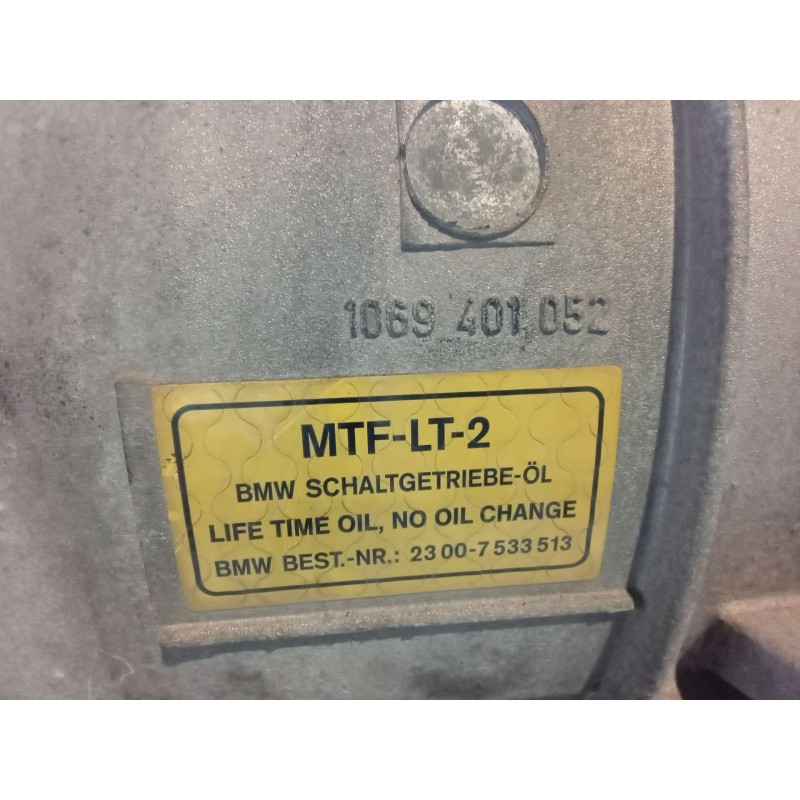 1069 401 052
MTF-LT-2
BMW SCHALTGETRIEBE-ÖL
LIFE TIME OIL, NO OIL CHANGE
BMW BEST.-NR.: 23 00-7 533 513